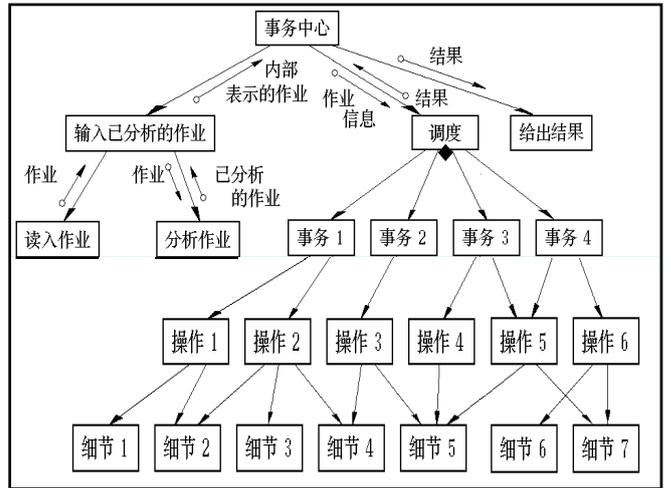 事务中心
结果
内部
表示的作业
作业
信息
结果
输入已分析的作业
调度
给出结果
作业
作业
已分析
的作业
读入作业
分析作业
事务 1
事务 2
事务 3
事务 4
操作 1
操作 2
操作 3
操作 4
操作 5
操作 6
细节 1
细节 2
细节 3
细节 4
细节 5
细节 6
细节 7